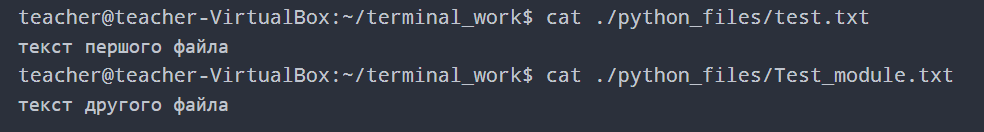 teacher@teacher-VirtualBox:~/terminal_work$ cat ./python_files/test.txt
текст першого файла
teacher@teacher-VirtualBox:~/terminal_work$ cat ./python_files/Test_module.txt
текст другого файла